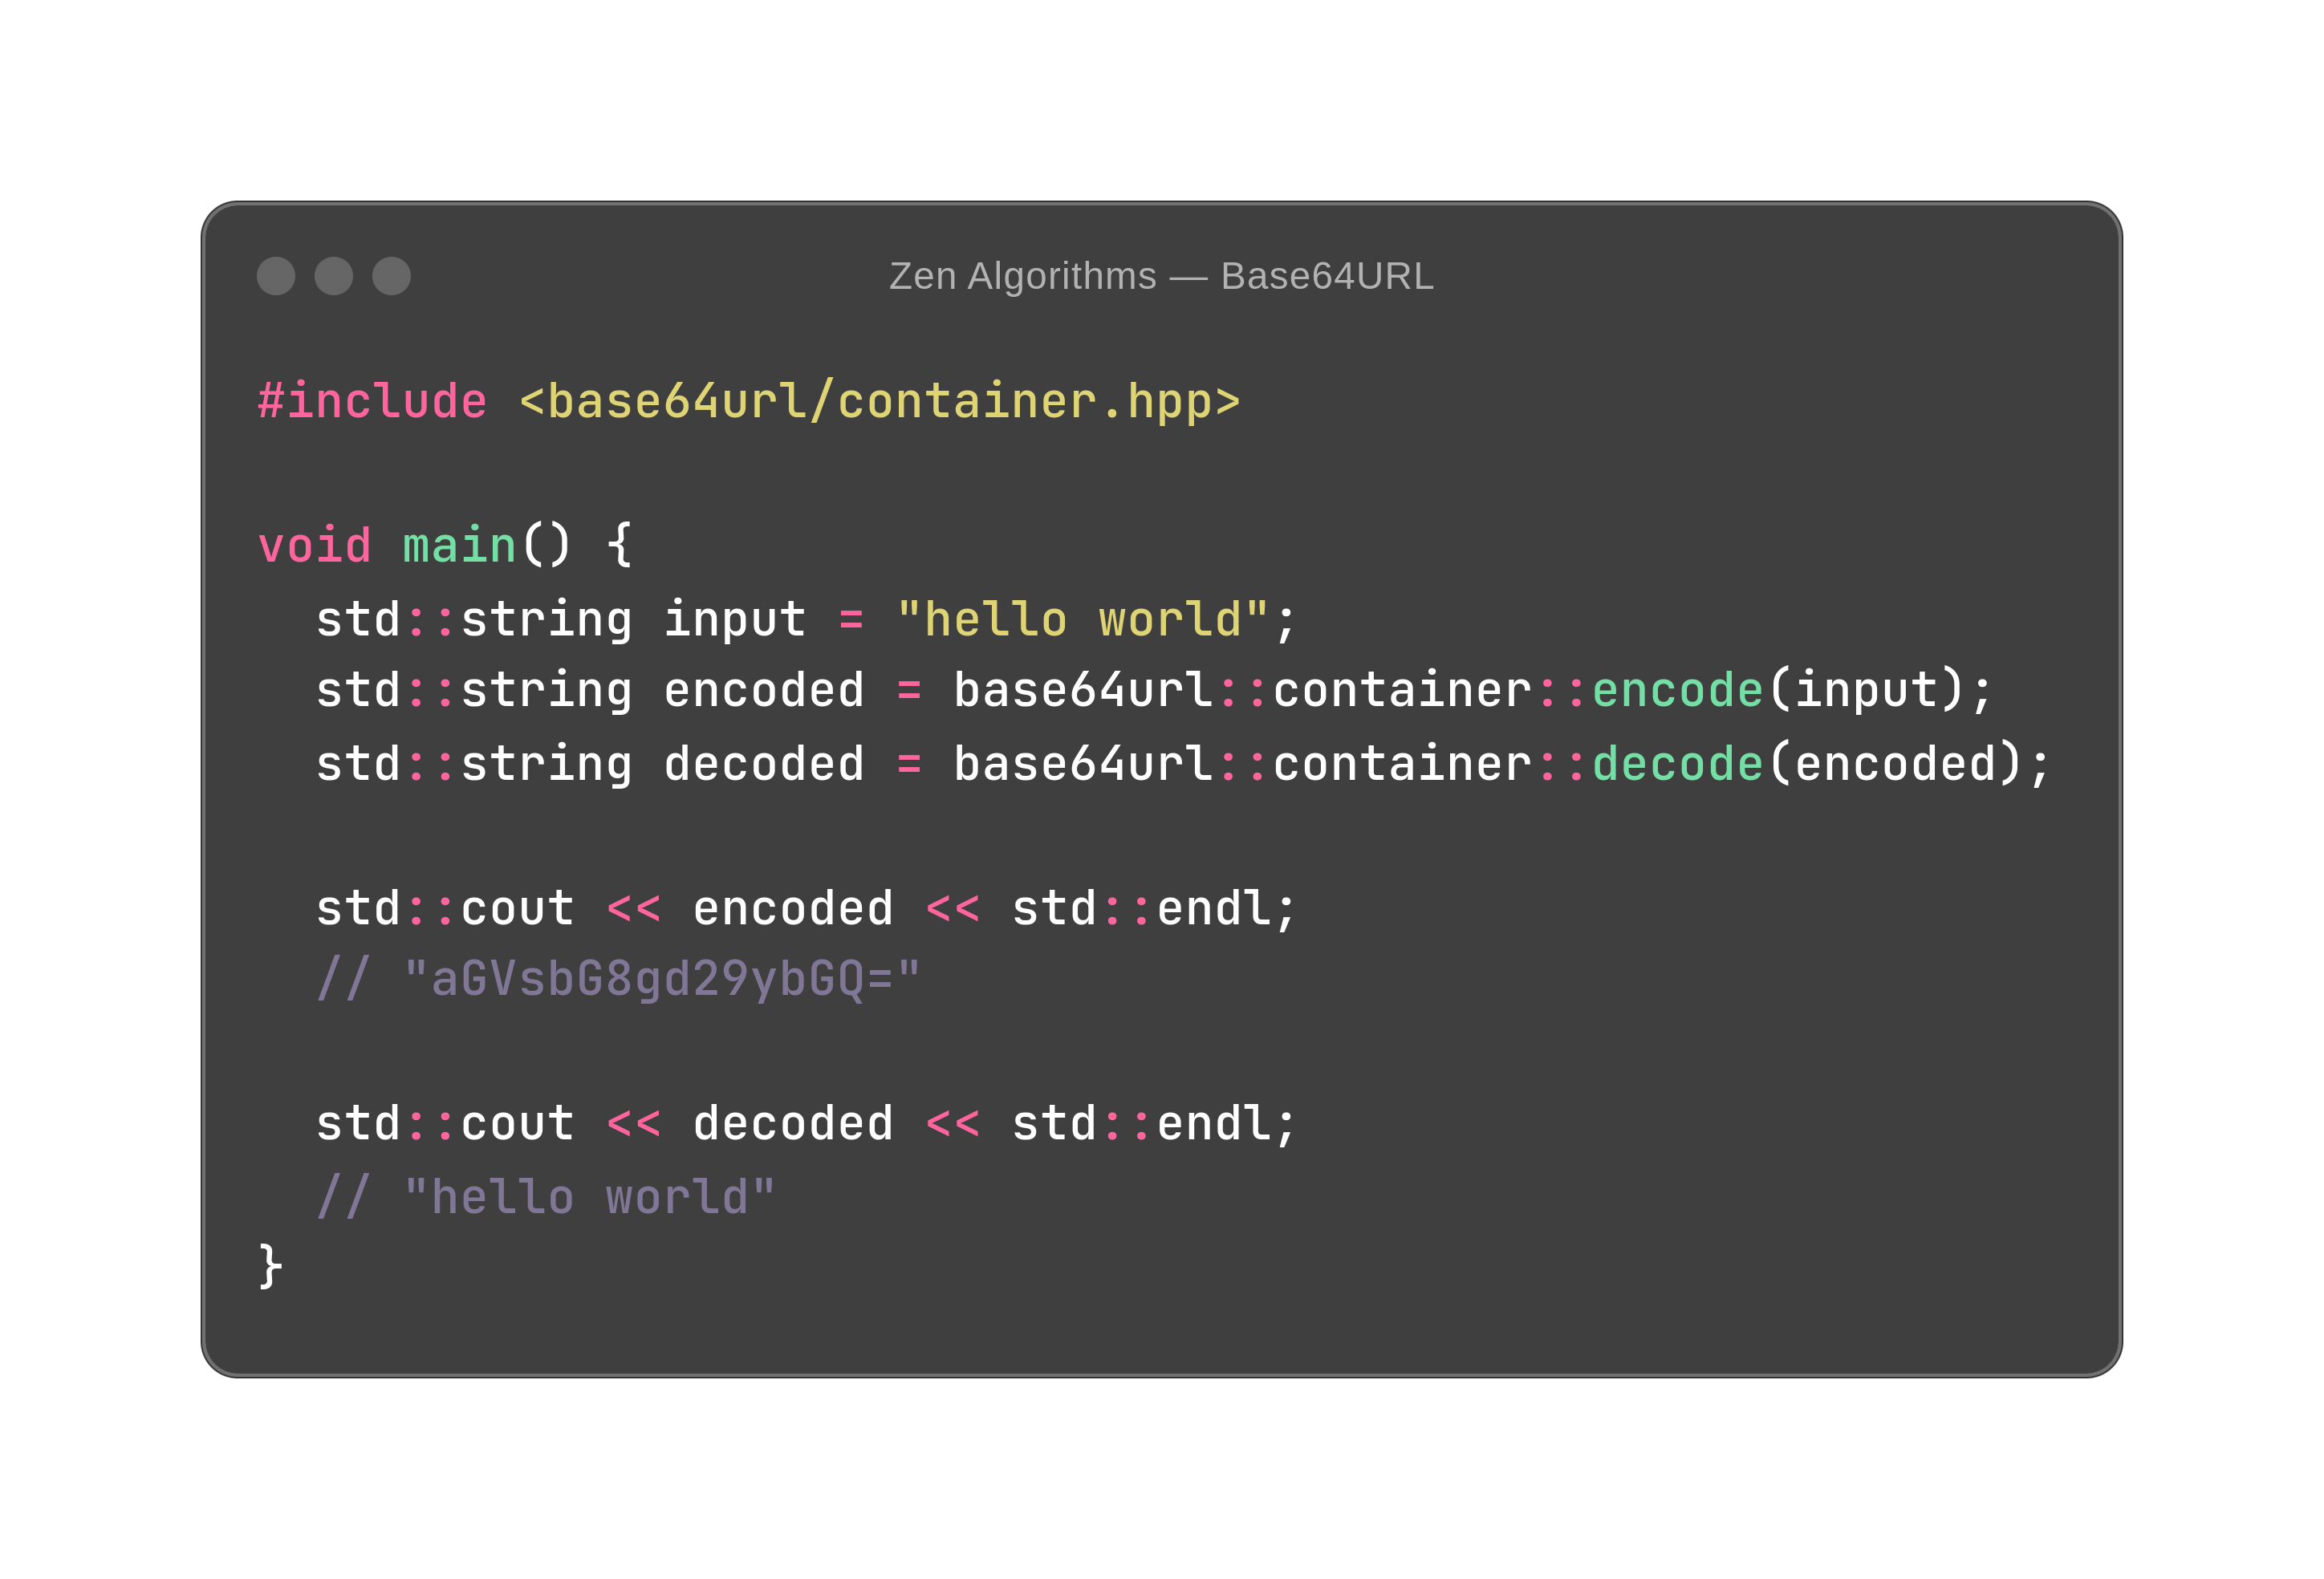 Zen Algorithms — Base64URL
#include <base64url/container.hpp>
void main() {
std::string input = "hello world";
std::string encoded = base64url::container::encode(input);
std::string decoded = base64url::container::decode(encoded);
std::cout << encoded << std::endl;
// "aGVsbG8gd29ybGQ="
std::cout << decoded << std::endl;
// "hello world"
}